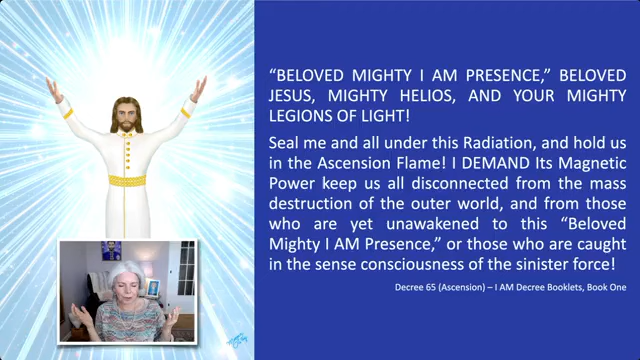 “BELOVED MIGHTY I AM PRESENCE,” BELOVED
JESUS, MIGHTY HELIOS, AND YOUR MIGHTY
LEGIONS OF LIGHT!
Seal me and all under this Radiation, and hold us
in the Ascension Flame! I DEMAND Its Magnetic
Power keep us all disconnected from the mass
destruction of the outer world, and from those
who are yet unawakened to this “Beloved
Mighty I AM Presence,” or those who are caught
in the sense consciousness of the sinister force!
Decree 65 (Ascension) – I AM Decree Booklets, Book One